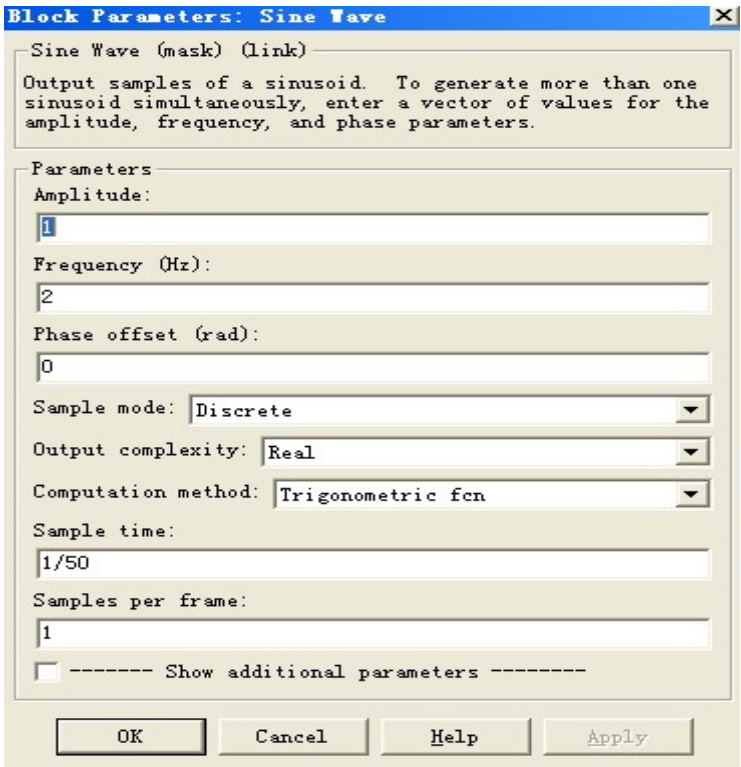 Block Parameters: Sine Wave
Sine Wave (mask) (link)
Output samples of a sinusoid.  To generate more than one
sinusoid simultaneously, enter a vector of values for the
amplitude, frequency, and phase parameters.
Parameters
Amplitude:
1
Frequency (Hz):
2
Phase offset (rad):
0
Sample mode: Discrete
Output complexity: Real
Computation method: Trigonometric fcn
Sample time:
1/50
Samples per frame:
1
------- Show additional parameters --------
OK Cancel Help Apply